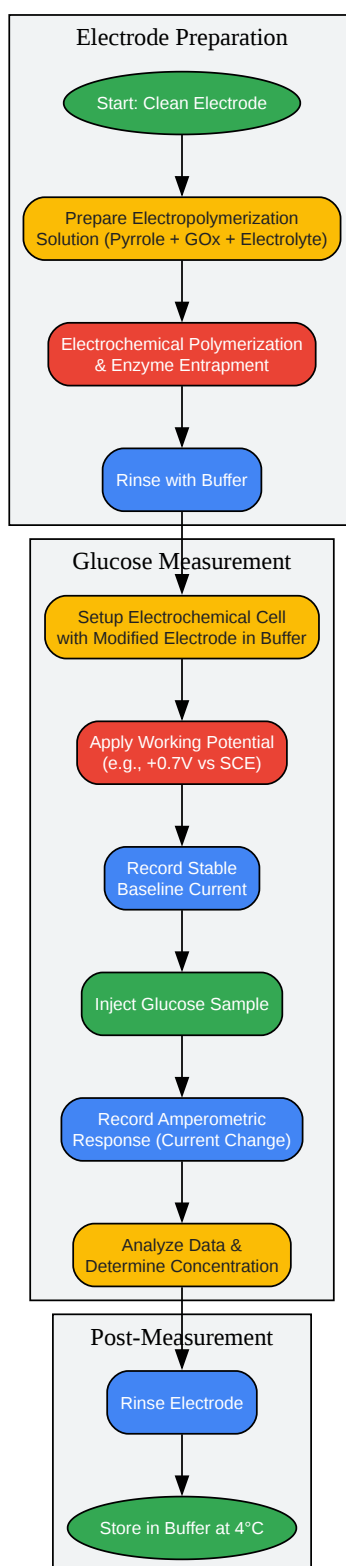 Electrode Preparation
Start: Clean Electrode
Prepare Electropolymerization
Solution (Pyrrole + GOx + Electrolyte)
Electrochemical Polymerization
& Enzyme Entrapment
Rinse with Buffer
Glucose Measurement
Setup Electrochemical Cell
with Modified Electrode in Buffer
Apply Working Potential
(e.g., +0.7V vs SCE)
Record Stable
Baseline Current
Inject Glucose Sample
Record Amperometric
Response (Current Change)
Analyze Data &
Determine Concentration
Post-Measurement
Rinse Electrode
Store in Buffer at 4°C